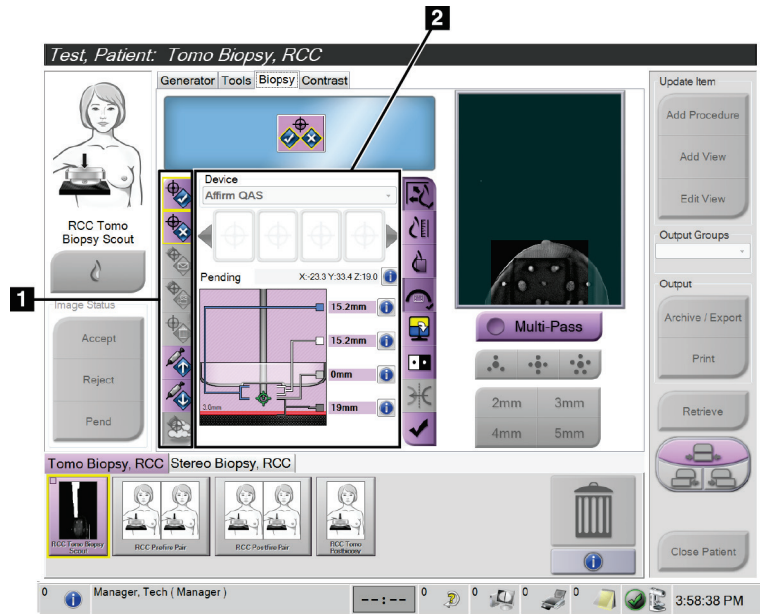 2
Test, Patient: Tomo Biopsy, RCC
Generator Tools Biopsy Contrast
Update Item
Add Procedure
Add View
Edit View
Output Groups
Output
Archive / Export
Print
Retrieve
Close Patient
RCC Tomo
Biopsy Scout
1
Image Status
Accept
Reject
Pend
Device
Affirm QAS
Pending X:-23.3 Y:33.4 Z:19.0
15.2mm
15.2mm
0mm
3.6mm
19mm
Multi-Pass
2mm 3mm
4mm 5mm
Tomo Biopsy, RCC Stereo Biopsy, RCC
RCC Tomo Biopsy
Scout
RCC Prefire Pair
RCC Postfire Pair
RCC Tomo
Postbiopsy
0 Manager, Tech ( Manager ) --:-- 0 0 0 0 3:58:38 PM